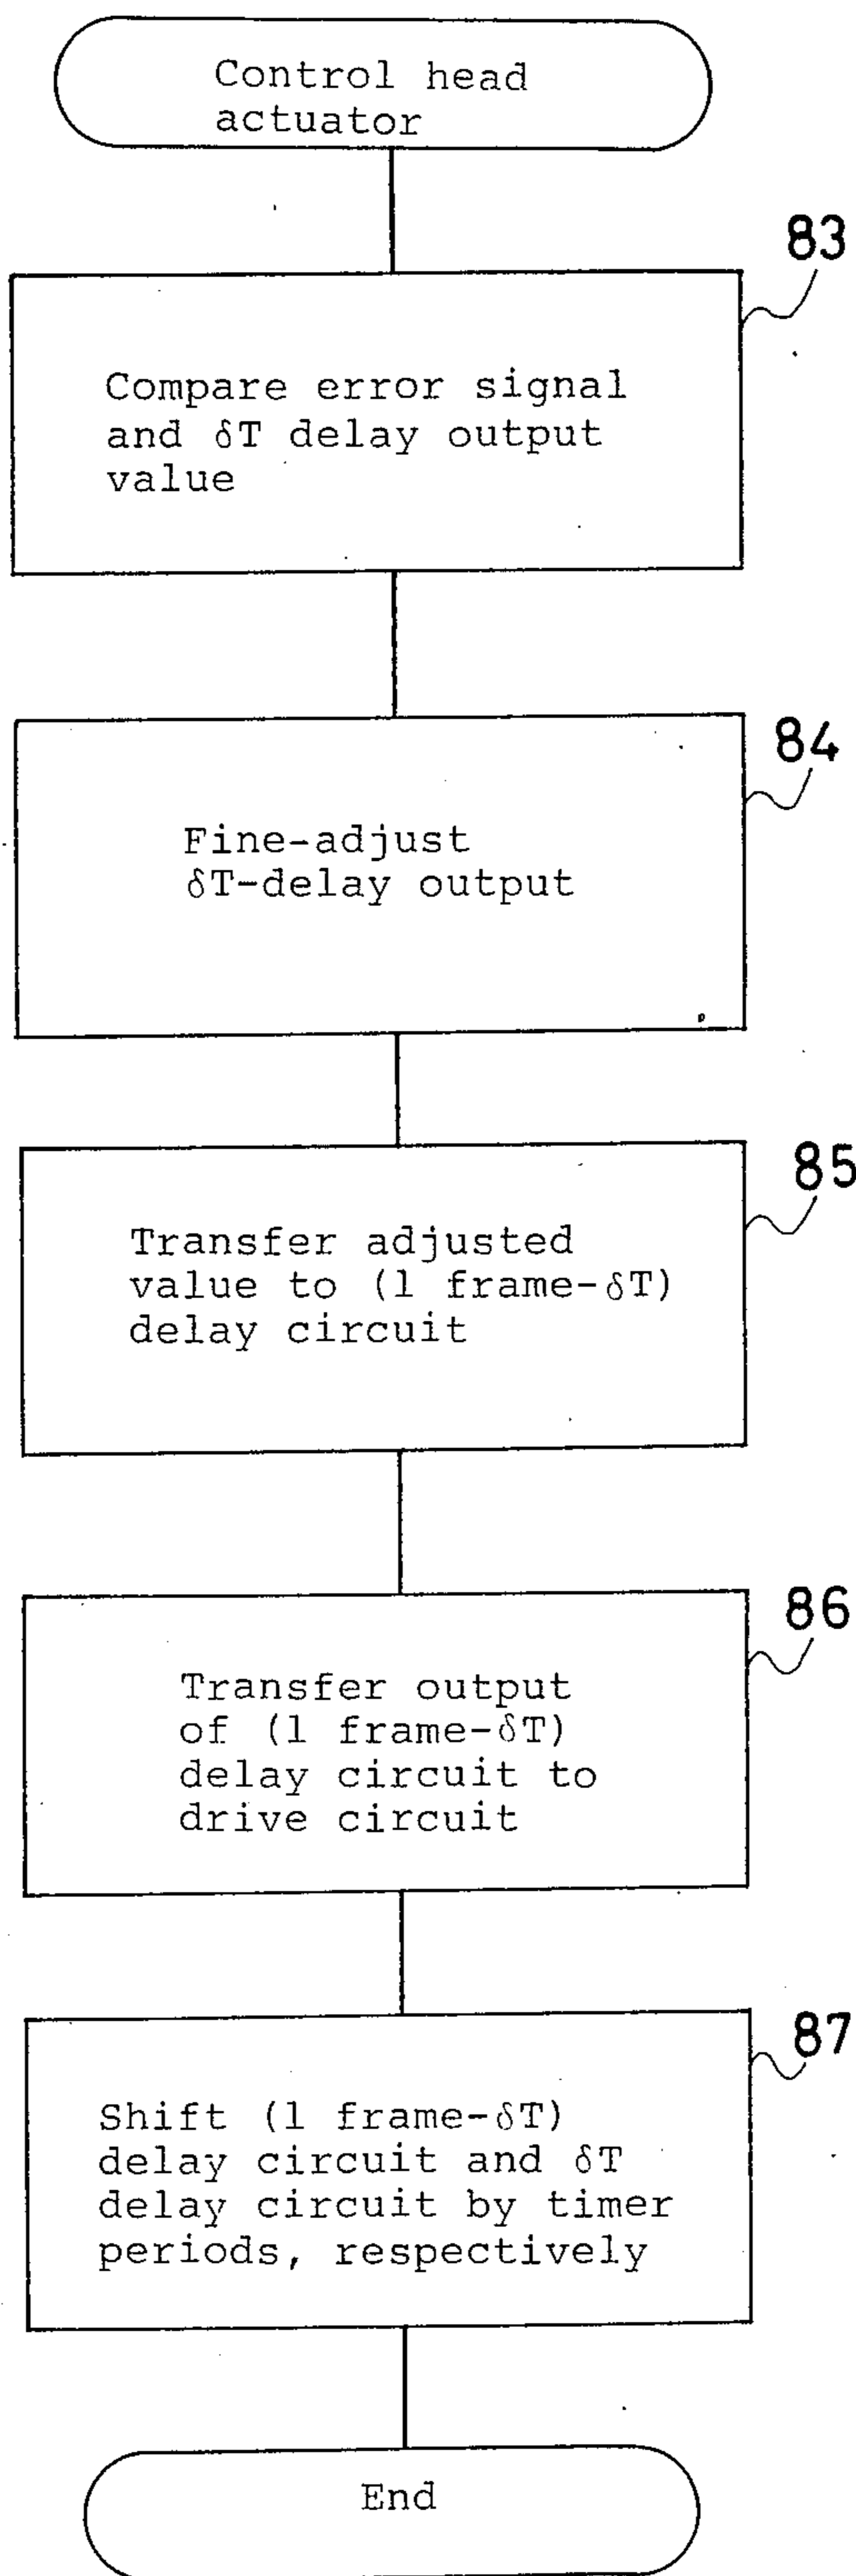 Control head
actuator
83
Compare error signal
and δT delay output
value
84
Fine-adjust
δT-delay output
85
Transfer adjusted
value to (1 frame-δT)
delay circuit
86
Transfer output
of (1 frame-δT)
delay circuit to
drive circuit
87
Shift (1 frame-δT)
delay circuit and δT
delay circuit by timer
periods, respectively
End